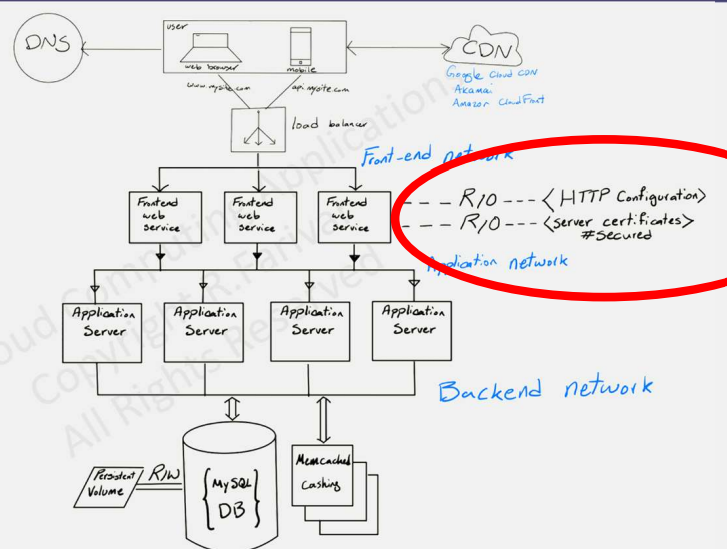 DNS
user
web browser
mobile
CDN
Google Cloud CDN
Akamai
Amazon CloudFront
www.mysite.com
api.mysite.com
load balancer
Front-end network
Frontend
web
service
Frontend
web
service
Frontend
web
service
R/O
<HTTP Configuration>
R/O
<server certificates>
#Secured
Application network
Application
Server
Application
Server
Application
Server
Application
Server
Backend network
Persistent
Volume
R/W
{MySQL
DB}
Memcached
Cashing
Cloud Computing Application
Copyright R.Fariva
All Rights Reserved